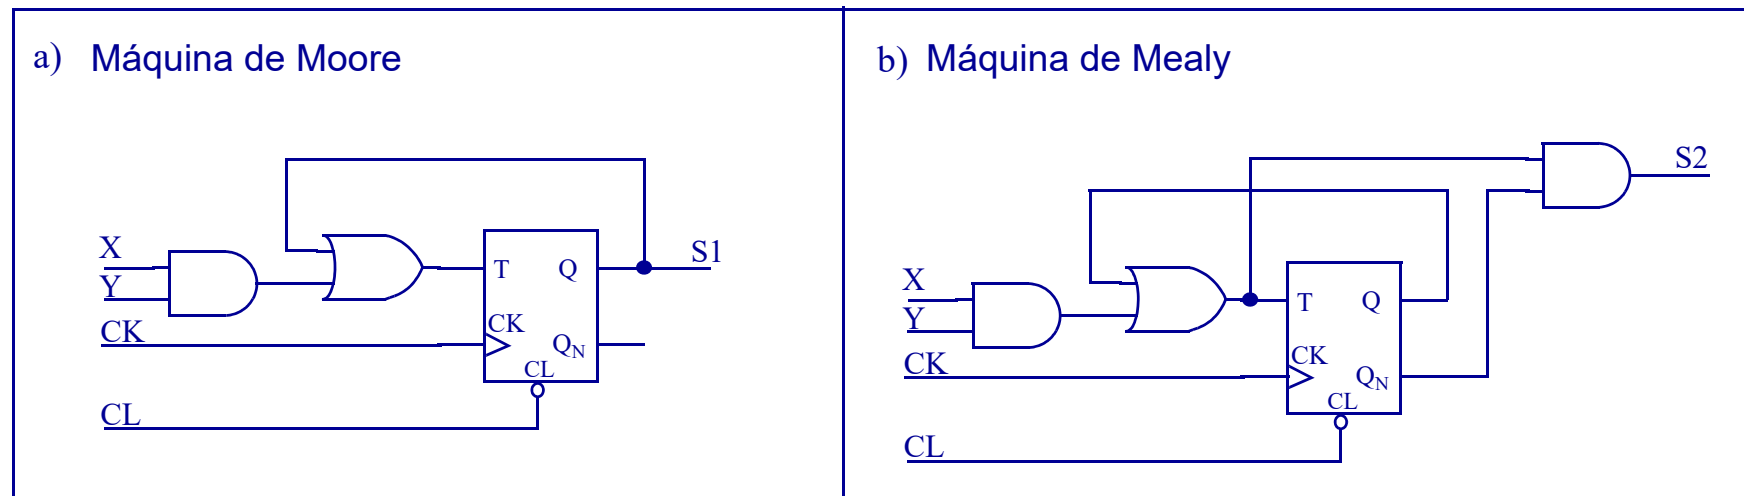 a) Máquina de Moore
X
Y
CK
CL
T
Q
CK
QN
CL
S1
b) Máquina de Mealy
X
Y
CK
CL
T
Q
CK
QN
CL
S2